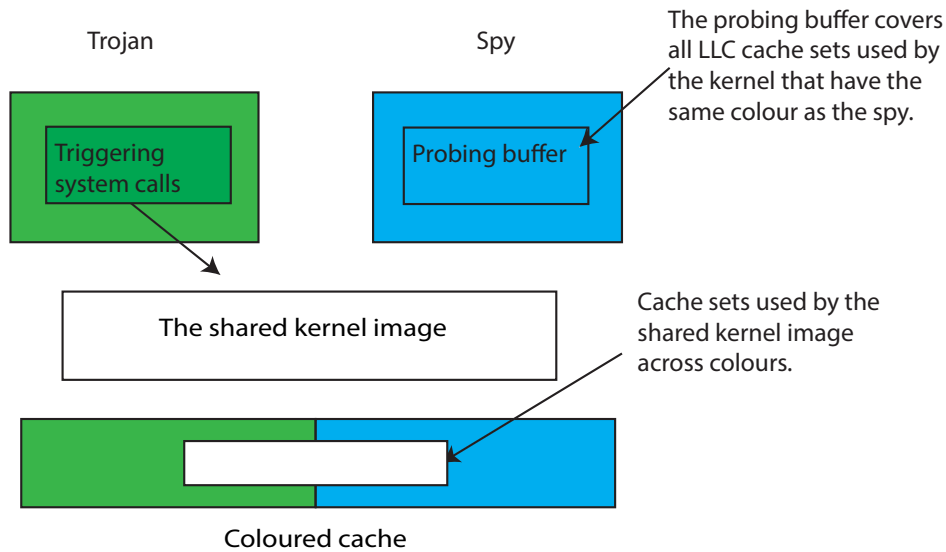 Trojan
Spy
The probing buffer covers
all LLC cache sets used by
the kernel that have the
same colour as the spy.
Triggering
system calls
Probing buffer
The shared kernel image
Cache sets used by the
shared kernel image
across colours.
Coloured cache